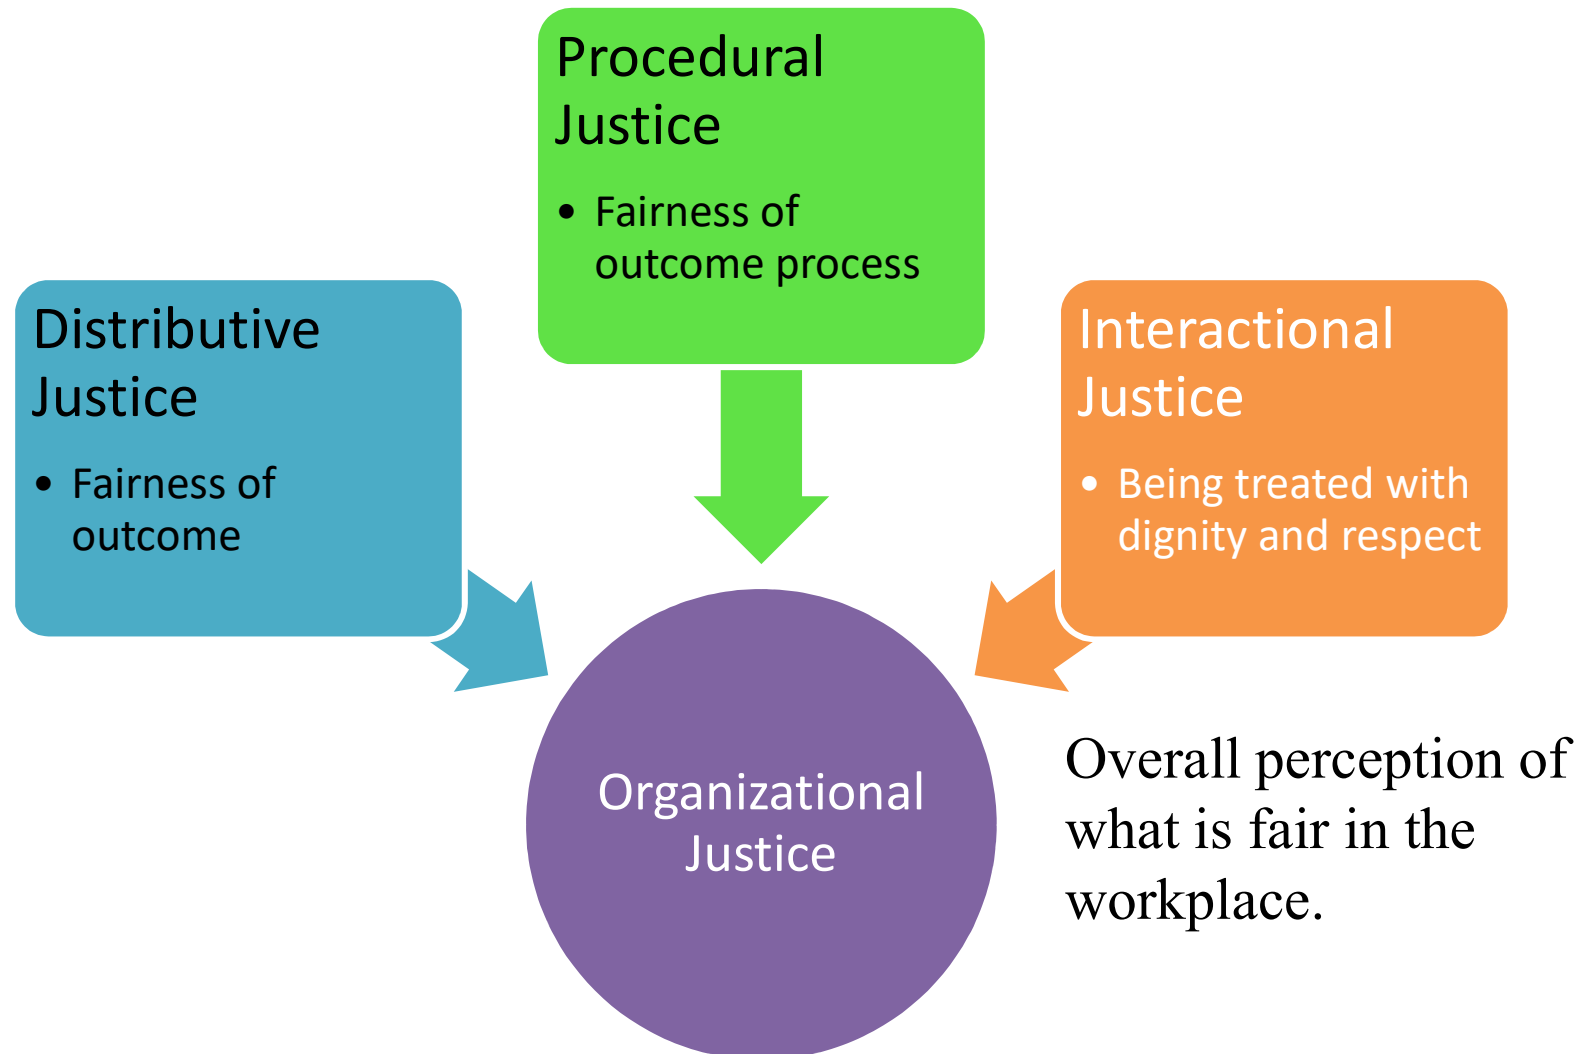 Procedural
Justice
• Fairness of
outcome process
Distributive
Justice
• Fairness of
outcome
Interactional
Justice
• Being treated with
dignity and respect
Organizational
Justice
Overall perception of
what is fair in the
workplace.